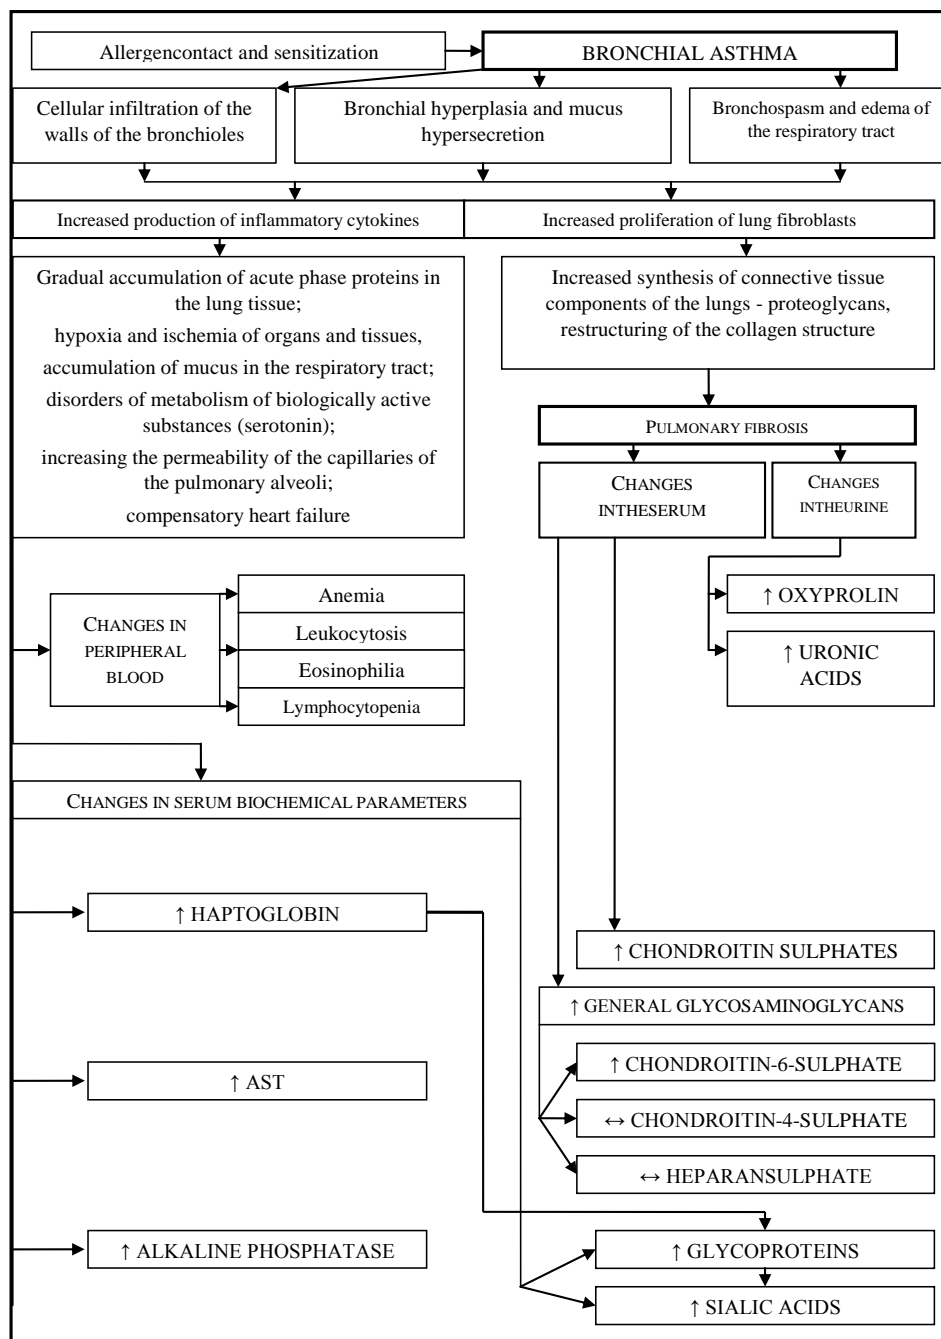 Allergencontact and sensitization
BRONCHIAL ASTHMA
Cellular infiltration of the
walls of the bronchioles
Bronchial hyperplasia and mucus
hypersecretion
Bronchospasm and edema of
the respiratory tract
Increased production of inflammatory cytokines
Increased proliferation of lung fibroblasts
Gradual accumulation of acute phase proteins in
the lung tissue;
hypoxia and ischemia of organs and tissues,
accumulation of mucus in the respiratory tract;
disorders of metabolism of biologically active
substances (serotonin);
increasing the permeability of the capillaries of
the pulmonary alveoli;
compensatory heart failure
Increased synthesis of connective tissue
components of the lungs - proteoglycans,
restructuring of the collagen structure
PULMONARY FIBROSIS
CHANGES
INTHESERUM
CHANGES
INTHEURINE
↑ OXYPROLIN
↑ URONIC
ACIDS
CHANGES IN
PERIPHERAL
BLOOD
Anemia
Leukocytosis
Eosinophilia
Lymphocytopenia
CHANGES IN SERUM BIOCHEMICAL PARAMETERS
↑ HAPTOGLOBIN
↑ AST
↑ ALKALINE PHOSPHATASE
↑ CHONDROITIN SULPHATES
↑ GENERAL GLYCOSAMINOGLYCANS
↑ CHONDROITIN-6-SULPHATE
↔ CHONDROITIN-4-SULPHATE
↔ HEPARANSULPHATE
↑ GLYCOPROTEINS
↑ SIALIC ACIDS